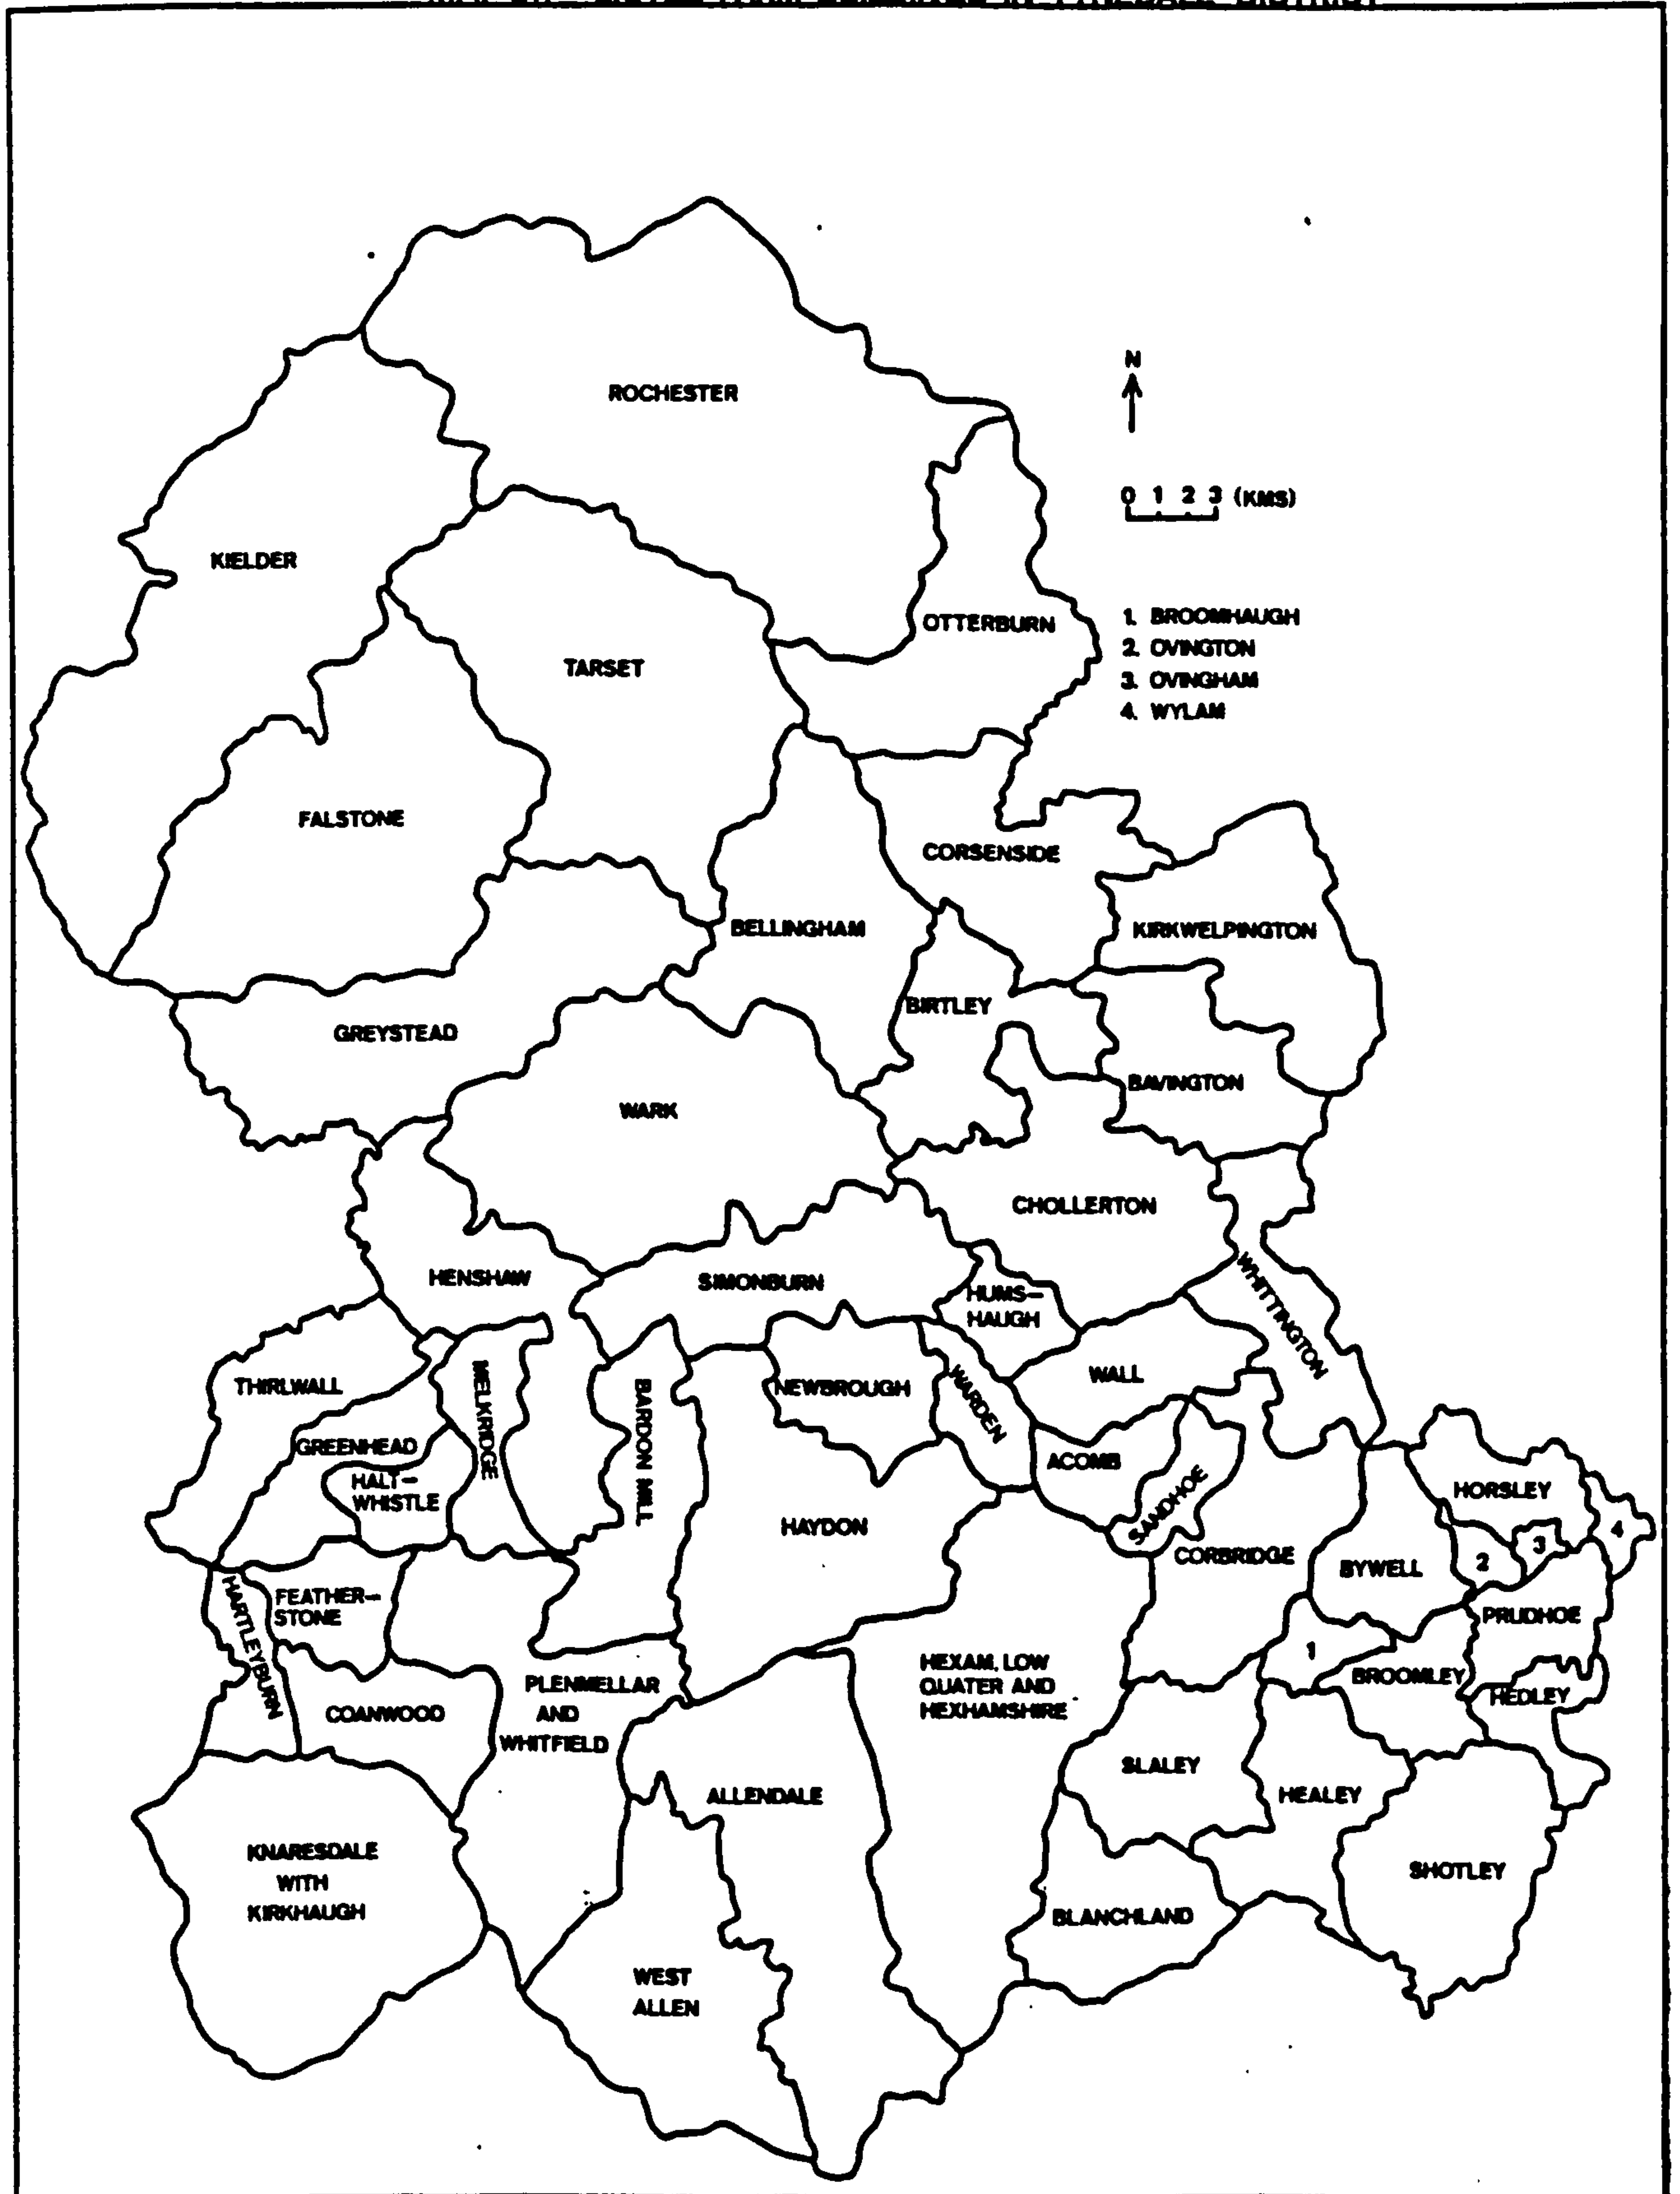 ROCHESTER
N
0 1 2 3 (KMS)
KIELDER
1. BROOMHAUGH
OTTERBURN
2. OVINGTON
TARSET
3. OVINGHAM
4. WYLAM
FALSTONE
CORSENSIDE
BELLINGHAM
KIRKWELPINGTON
BIRTLEY
GREYSTEAD
BAVINGTON
WARK
CHOLLERTON
HENSHAW
SIMONBURN
HUMS-
HAUGH
WHITTINGTON
THIRLWALL
MELKRIDGE
NEWBROUGH
WARDEN
WALL
BARDON MILL
GREENHEAD
HALT-
WHISTLE
ACOMB
SANDHOE
HORSLEY
HAYDON
CORBRIDGE
BYWELL
2
3
4
HARTLEYBURN
FEATHER-
STONE
PRUDHOE
1
BROOMLEY
HEDLEY
COANWOOD
PLENMELLAR
AND
WHITFIELD
HEXAM, LOW
QUATER AND
HEXHAMSHIRE
SLALEY
ALLENDALE
HEALEY
KNARESDALE
WITH
KIRKHAUGH
SHOTLEY
BLANCHLAND
WEST
ALLEN